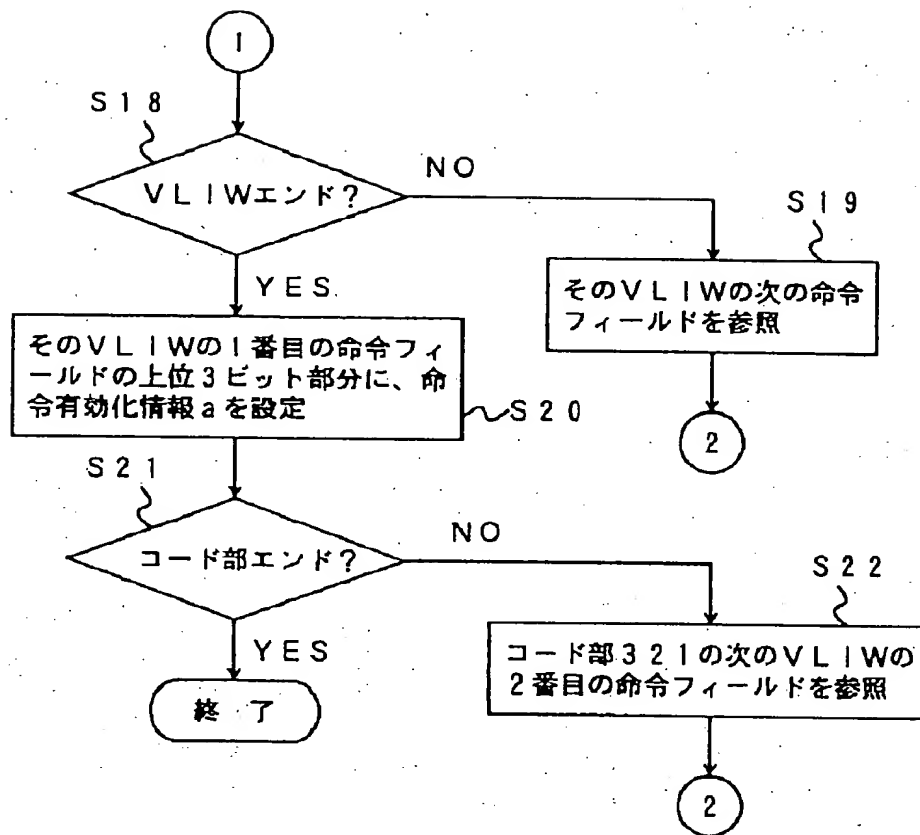 1
S18
VLIWエンド?
NO
S19
そのVLIWの次の命令
フィールドを参照
YES
2
そのVLIWの1番目の命令フィ
ールドの上位3ビット部分に、命
令有効化情報aを設定
S20
S21
コード部エンド?
NO
S22
コード部321の次のVLIWの
2番目の命令フィールドを参照
YES
終了
2